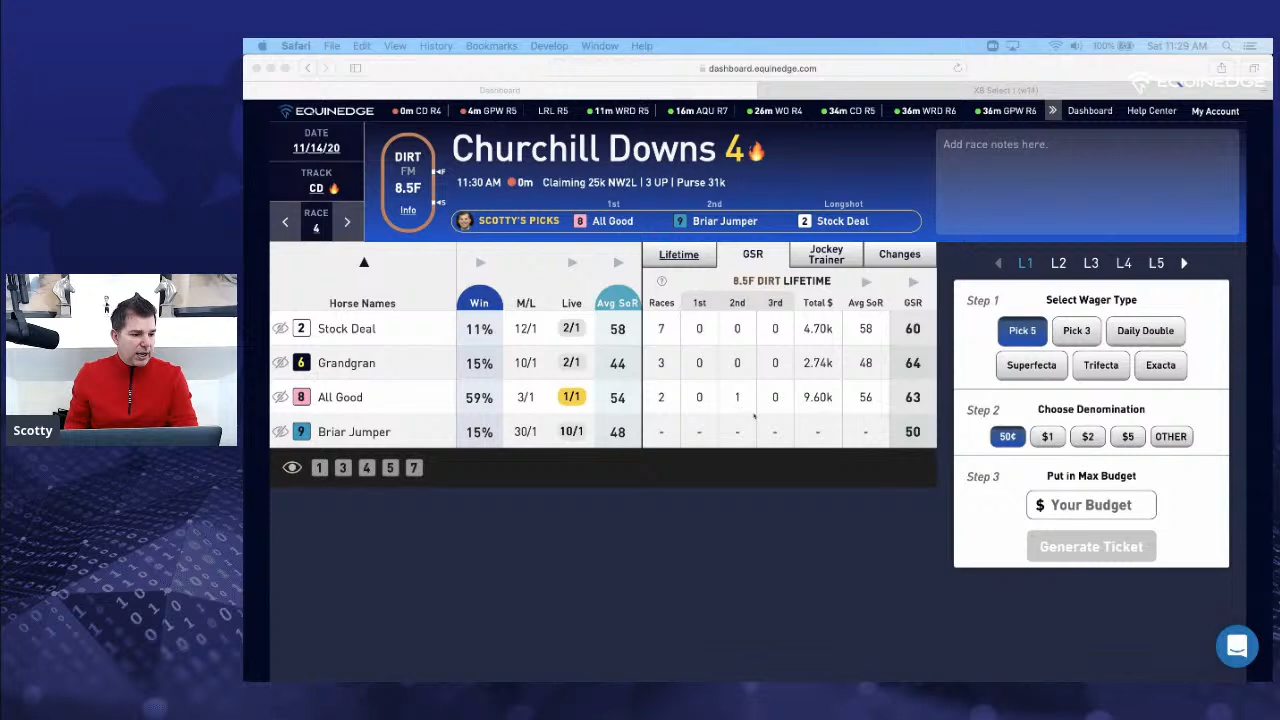 Safari File Edit View History Bookmarks Develop Window Help 100% Sat 11:29 AM
dashboard.equinedge.com
Dashboard
XB Select | (w14)
EQUINEDGE
EQUINEDGE 0m CD R4 4m GPW R5 LRL R5 11m WRD R5 16m AQU R7 26m WO R4 34m CD R5 36m WRD R6 36m GPW R6 Dashboard Help Center My Account
DATE
11/14/20
TRACK
CD
RACE
4
DIRT
FM
8.5F
Info
F
S
Churchill Downs 4
11:30 AM 0m Claiming 25k NW2L | 3 UP | Purse 31k
1st 2nd Longshot
SCOTTY'S PICKS 8 All Good 9 Briar Jumper 2 Stock Deal
Add race notes here.
Lifetime GSR Jockey Trainer Changes
8.5F DIRT LIFETIME
Horse Names Win M/L Live Avg SoR Races 1st 2nd 3rd Total $ Avg SoR GSR
2 Stock Deal 11% 12/1 2/1 58 7 0 0 0 4.70k 58 60
6 Grandgran 15% 10/1 2/1 44 3 0 0 0 2.74k 48 64
8 All Good 59% 3/1 1/1 54 2 0 1 0 9.60k 56 63
9 Briar Jumper 15% 30/1 10/1 48 - - - - - - 50
1 3 4 5 7
L1 L2 L3 L4 L5
Step 1 Select Wager Type
Pick 5 Pick 3 Daily Double
Superfecta Trifecta Exacta
Step 2 Choose Denomination
50¢ $1 $2 $5 OTHER
Step 3 Put in Max Budget
$ Your Budget
Generate Ticket
Scotty